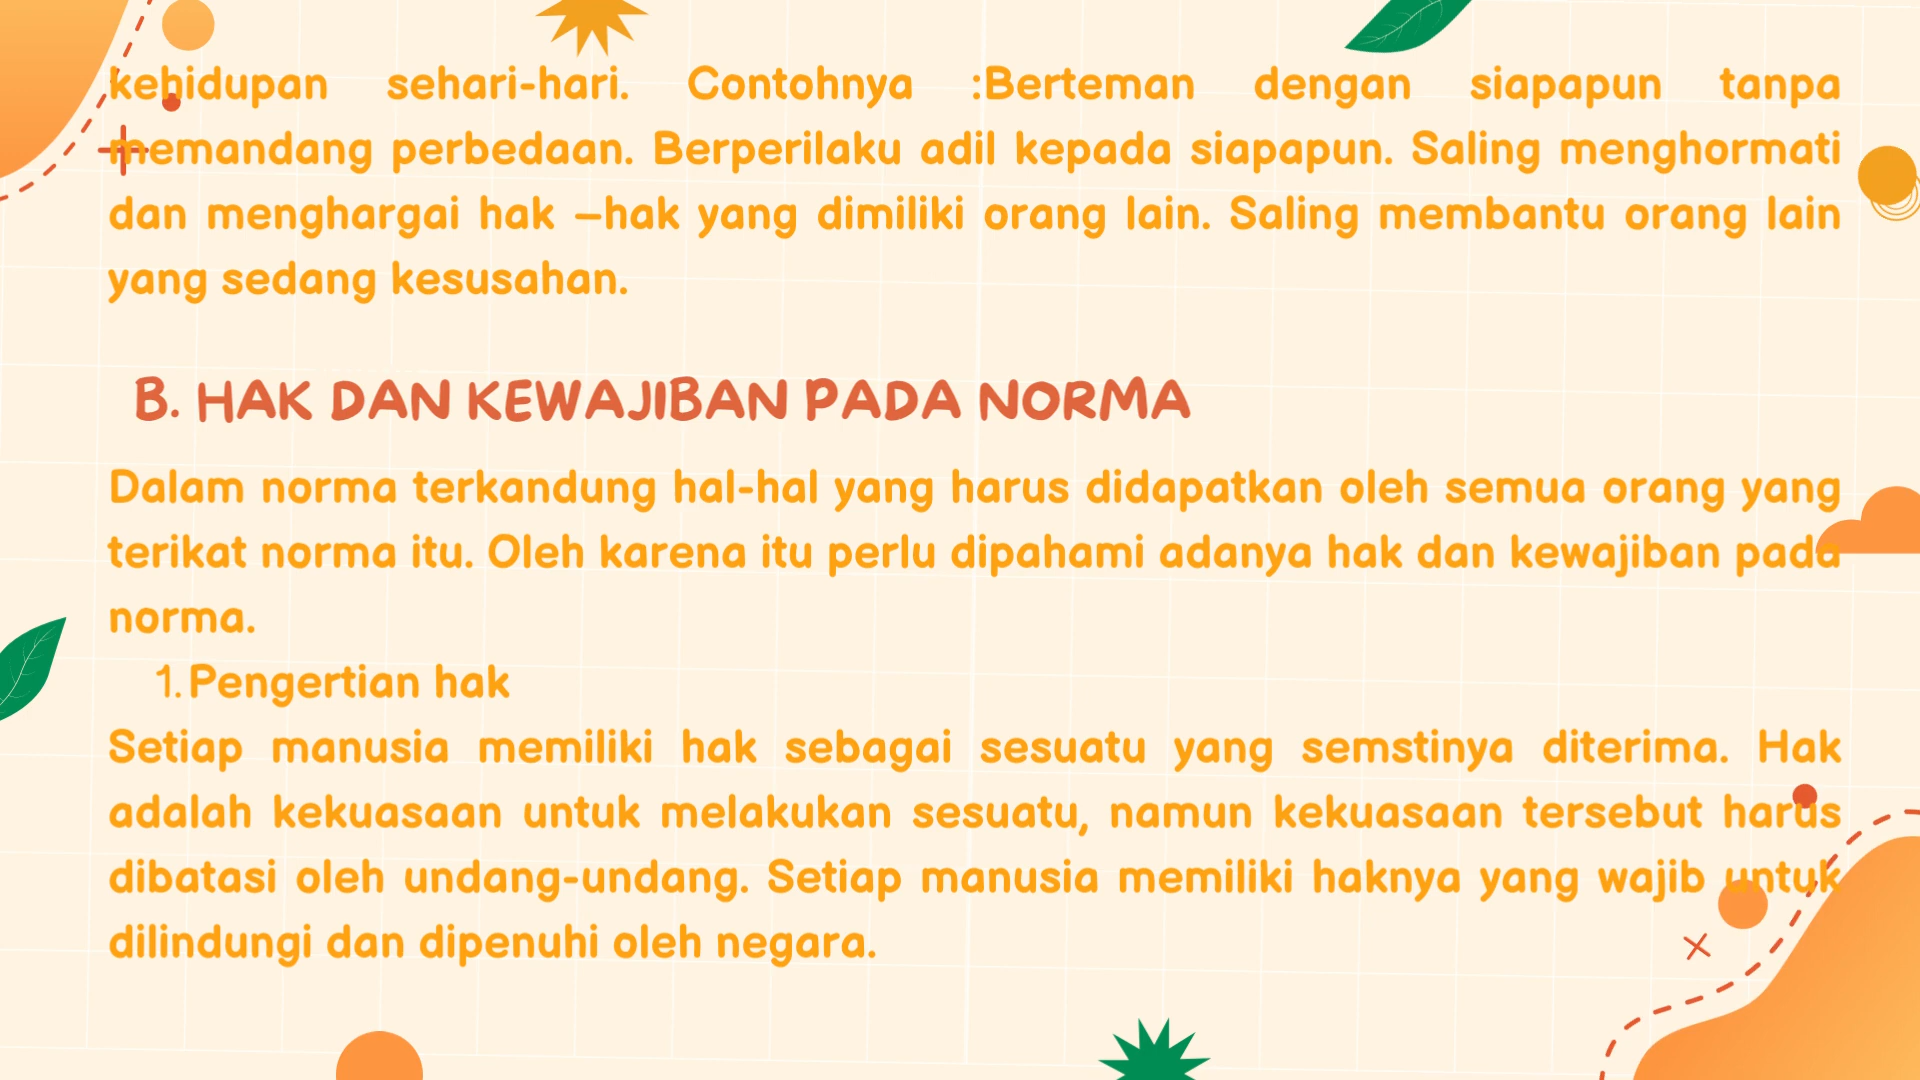 kehidupan sehari-hari. Contohnya :Berteman dengan siapapun tanpa
memandang perbedaan. Berperilaku adil kepada siapapun. Saling menghormati
dan menghargai hak –hak yang dimiliki orang lain. Saling membantu orang lain
yang sedang kesusahan.
B. HAK DAN KEWAJIBAN PADA NORMA
Dalam norma terkandung hal-hal yang harus didapatkan oleh semua orang yang
terikat norma itu. Oleh karena itu perlu dipahami adanya hak dan kewajiban pada
norma.
1. Pengertian hak
Setiap manusia memiliki hak sebagai sesuatu yang semstinya diterima. Hak
adalah kekuasaan untuk melakukan sesuatu, namun kekuasaan tersebut harus
dibatasi oleh undang-undang. Setiap manusia memiliki haknya yang wajib untuk
dilindungi dan dipenuhi oleh negara.